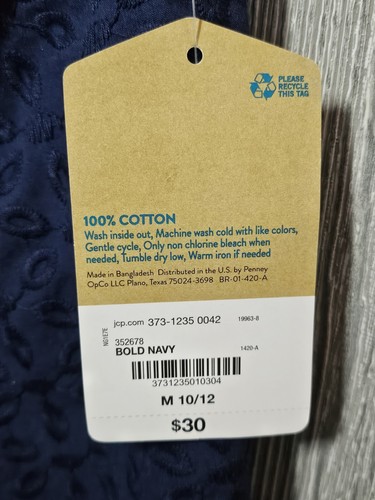 PLEASE
RECYCLE
THIS TAG
100% COTTON
Wash inside out, Machine wash cold with like colors,
Gentle cycle, Only non chlorine bleach when
needed, Tumble dry low, Warm iron if needed
Made in Bangladesh Distributed in the U.S. by Penney
OpCo LLC Plano, Texas 75024-3698 BR-01-420-A
jcp.com 373-1235 0042 19963-8
352678
BOLD NAVY 1420-A
3731235010304
M 10/12
$30